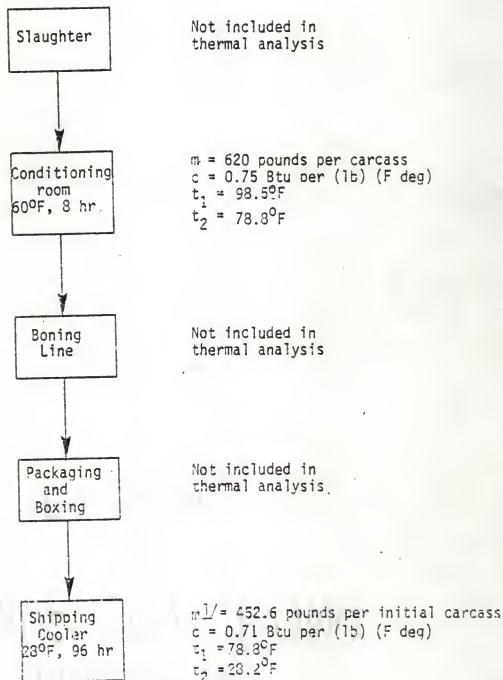 Slaughter
Not included in
thermal analysis
Conditioning
room
60°F, 8 hr.
m = 620 pounds per carcass
c = 0.75 Btu per (lb) (F deg)
t1 = 98.5°F
t2 = 78.8°F
Boning
Line
Not included in
thermal analysis
Packaging
and
Boxing
Not included in
thermal analysis.
Shipping
Cooler
28°F, 96 hr
m 1/= 452.6 pounds per initial carcass
c = 0.71 Btu per (lb) (F deg)
t1 = 78.8°F
t2 = 28.2°F